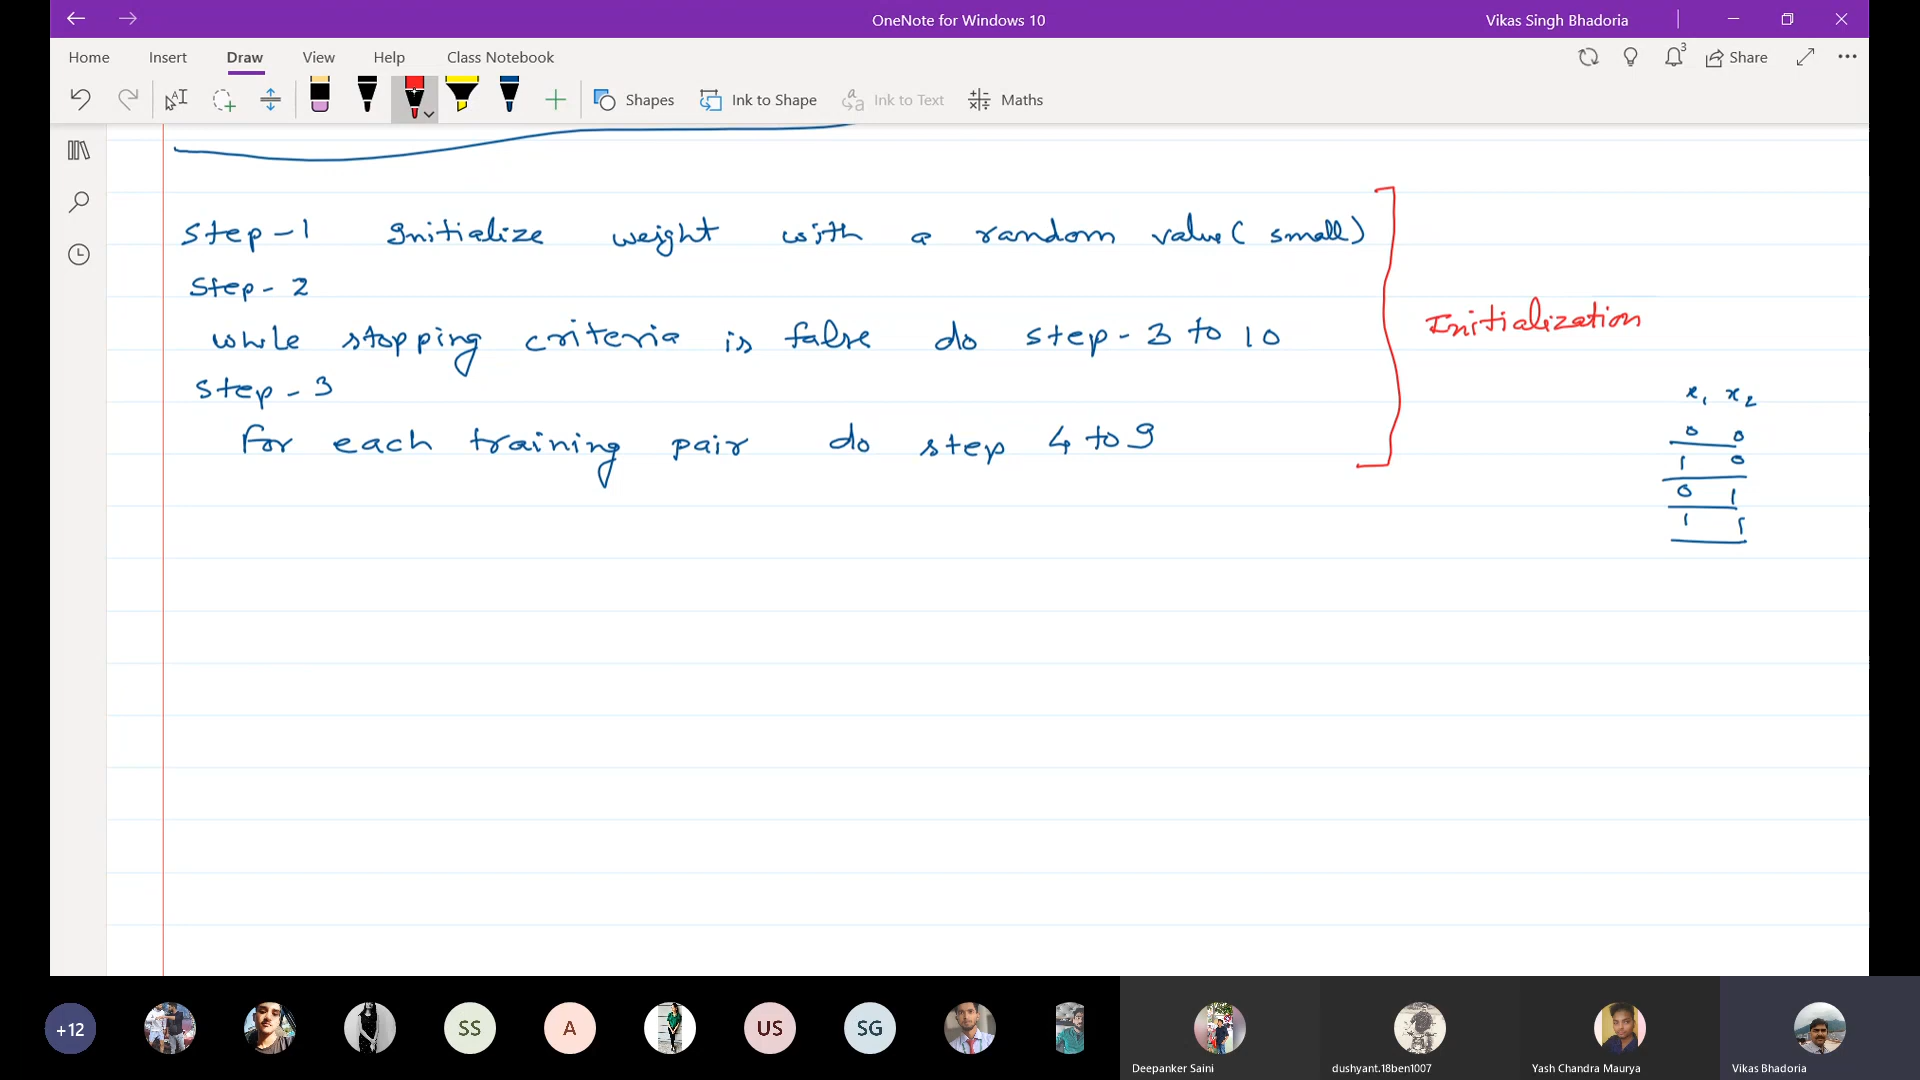 OneNote for Windows 10
Vikas Singh Bhadoria
Home Insert Draw View Help Class Notebook
3
Share
Shapes
Ink to Shape
Ink to Text
Maths
Step-1 Initialize weight with a random value (small)
Step-2
while stopping criteria is false do step-3 to 10
Step-3
For each training pair do step 4 to 9
Initialization
x1 x2
0 0
1 0
0 1
1 1
+12
SS
A
US
SG
Deepanker Saini
dushyant.18ben1007
Yash Chandra Maurya
Vikas Bhadoria